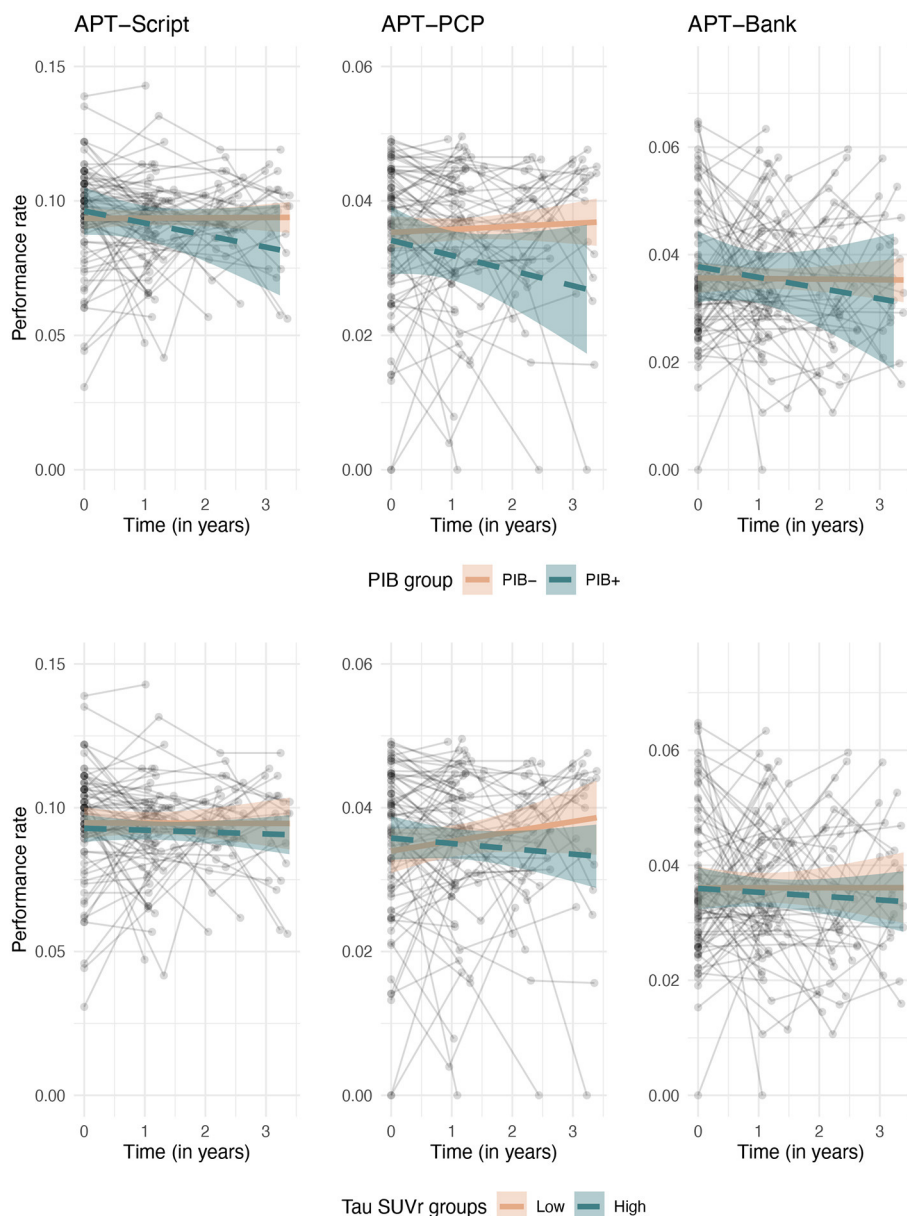 APT−Script APT−PCP APT−Bank
Performance rate
0.15
0.10
0.05
0.00
0 1 2 3
Time (in years)
0.06
0.04
0.02
0.00
0 1 2 3
Time (in years)
0.06
0.04
0.02
0.00
0 1 2 3
Time (in years)
PIB group PIB− PIB+
Performance rate
0.15
0.10
0.05
0.00
0 1 2 3
Time (in years)
0.06
0.04
0.02
0.00
0 1 2 3
Time (in years)
0.06
0.04
0.02
0.00
0 1 2 3
Time (in years)
Tau SUVr groups Low High